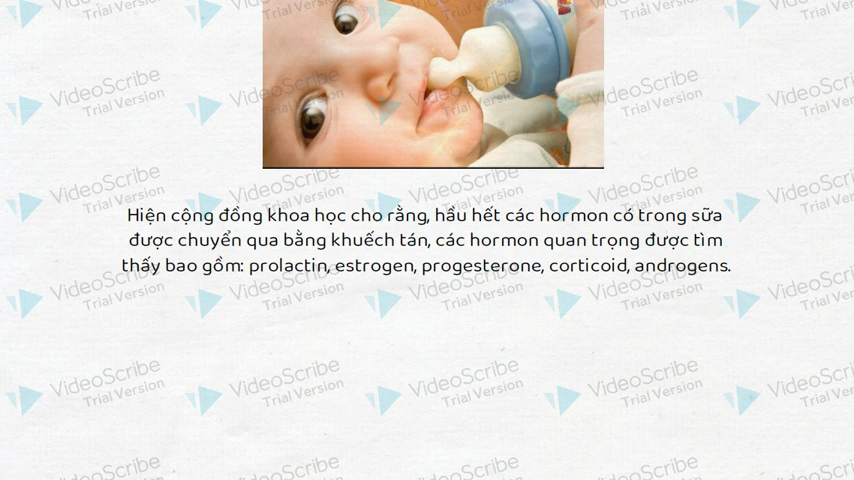 Hiện cộng đồng khoa học cho rằng, hầu hết các hormon có trong sữa
được chuyển qua bằng khuếch tán, các hormon quan trọng được tìm
thấy bao gồm: prolactin, estrogen, progesterone, corticoid, androgens.
VideoScribe
Trial Version